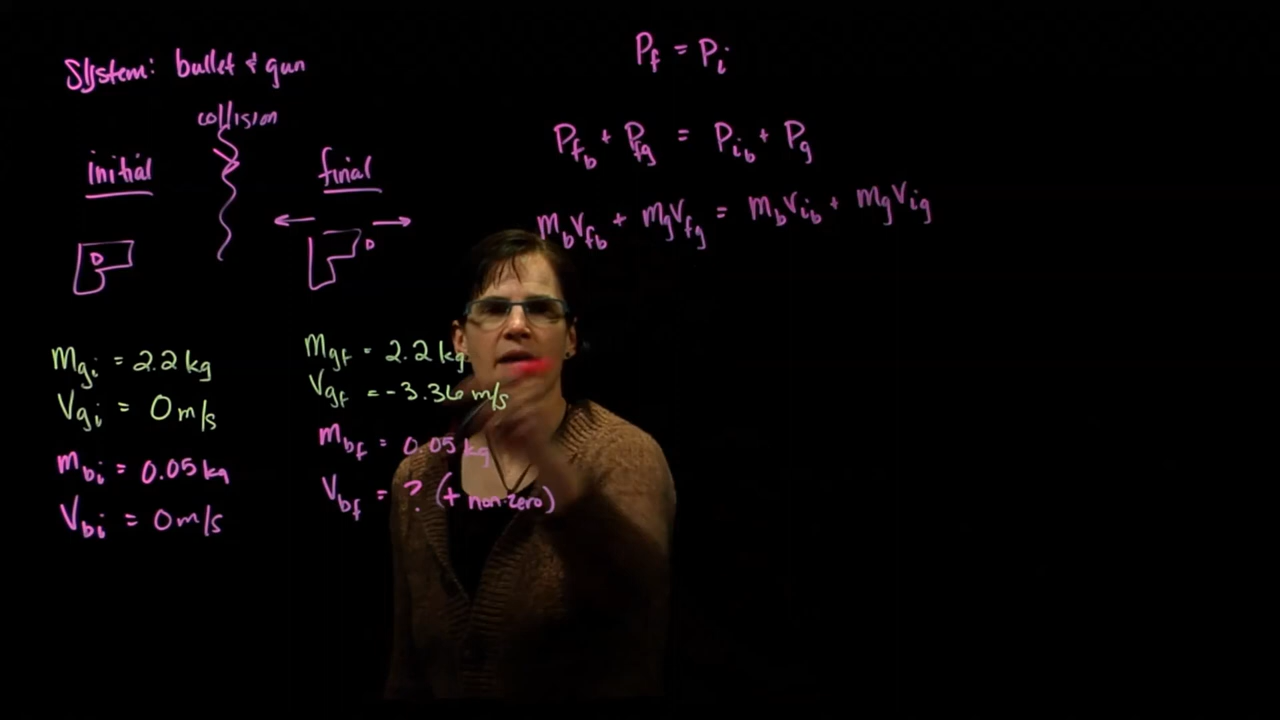 System: bullet & gun
collision
initial
final
D
D
m_gi = 2.2 kg
v_gi = 0 m/s
m_bi = 0.05 kg
v_bi = 0 m/s
m_gf = 2.2 kg
v_gf = -3.36 m/s
m_bf = 0.05 kg
v_bf = ? (+ non-zero)
P_f = P_i
P_fb + P_fg = P_ib + P_g
m_b v_fb + m_g v_fg = m_b v_ib + m_g v_ig